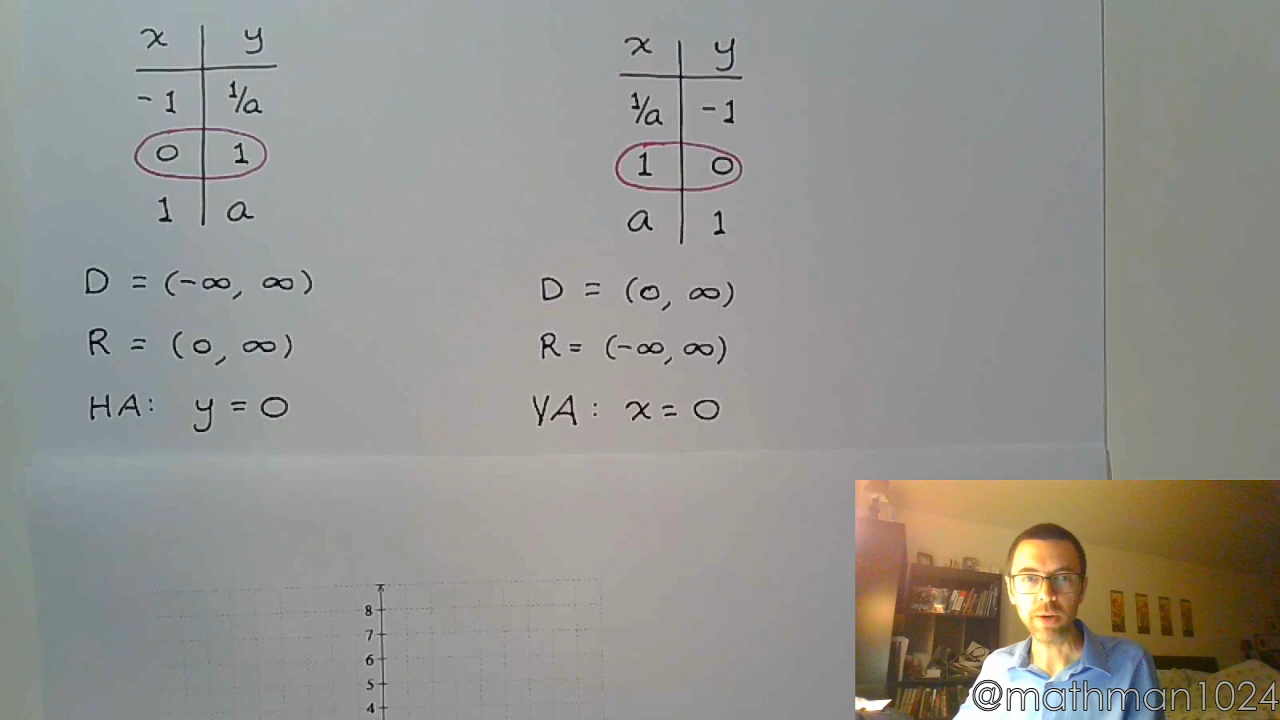 x y
-1 1/a
0 1
1 a
D = (-∞, ∞)
R = (0, ∞)
HA: y = 0
x y
1/a -1
1 0
a 1
D = (0, ∞)
R = (-∞, ∞)
VA: x = 0
8
7
6
5
4
@mathman1024